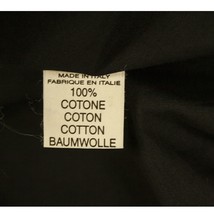 MADE IN ITALY
FABRIQUE EN ITALIE
100%
COTONE
COTON
COTTON
BAUMWOLLE